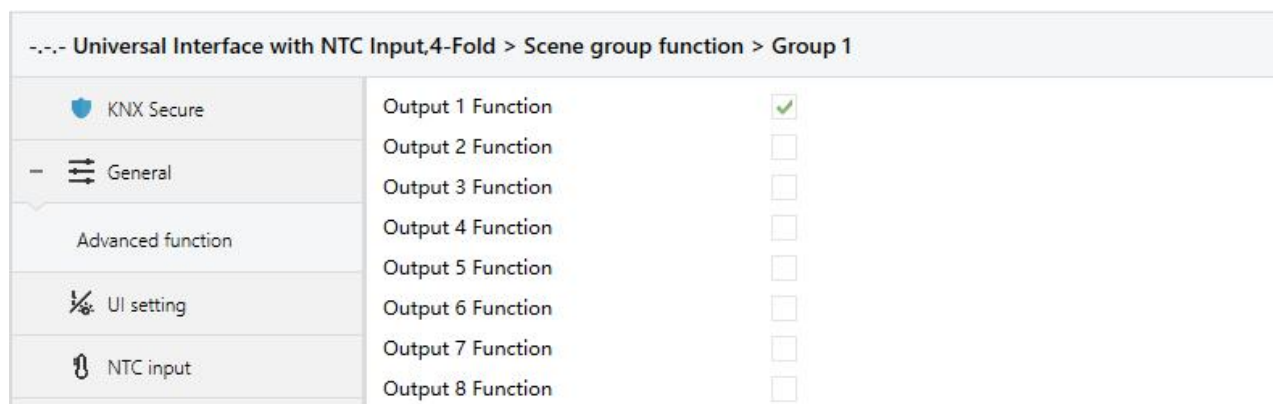 -.-.- Universal Interface with NTC Input,4-Fold > Scene group function > Group 1
KNX Secure
General
Advanced function
UI setting
NTC input
Output 1 Function
Output 2 Function
Output 3 Function
Output 4 Function
Output 5 Function
Output 6 Function
Output 7 Function
Output 8 Function